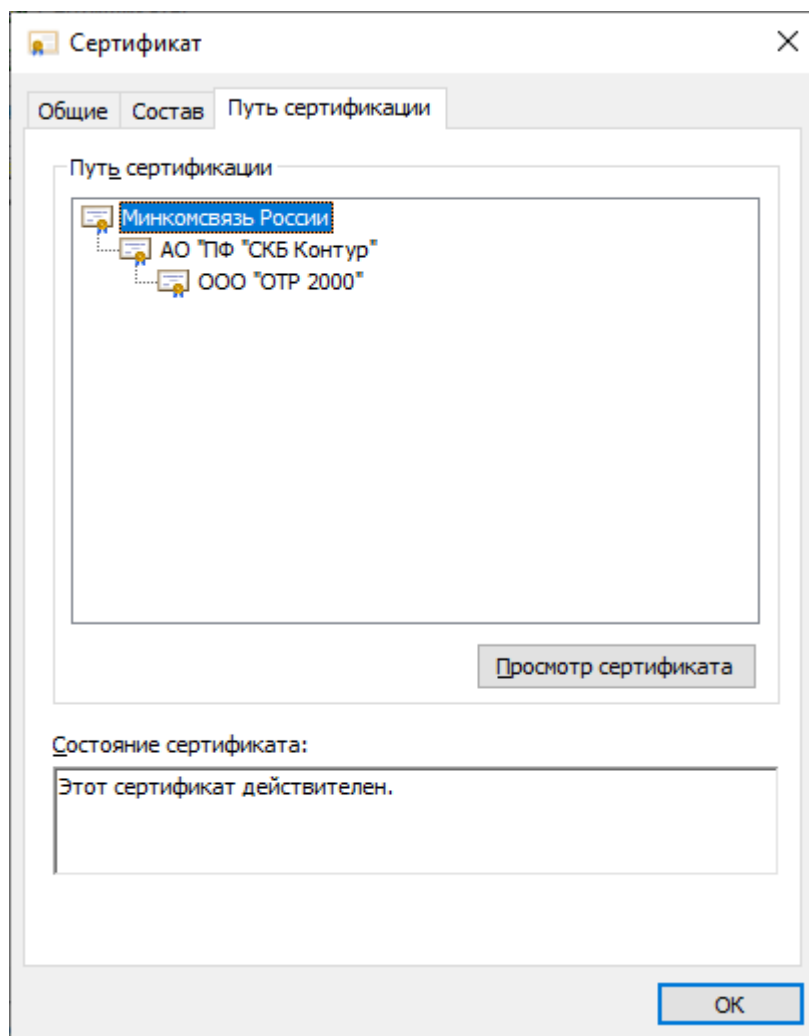 Сертификат
Общие Состав Путь сертификации
Путь сертификации
Минкомсвязь России
АО "ПФ "СКБ Контур"
ООО "ОТР 2000"
Просмотр сертификата
Состояние сертификата:
Этот сертификат действителен.
ОК